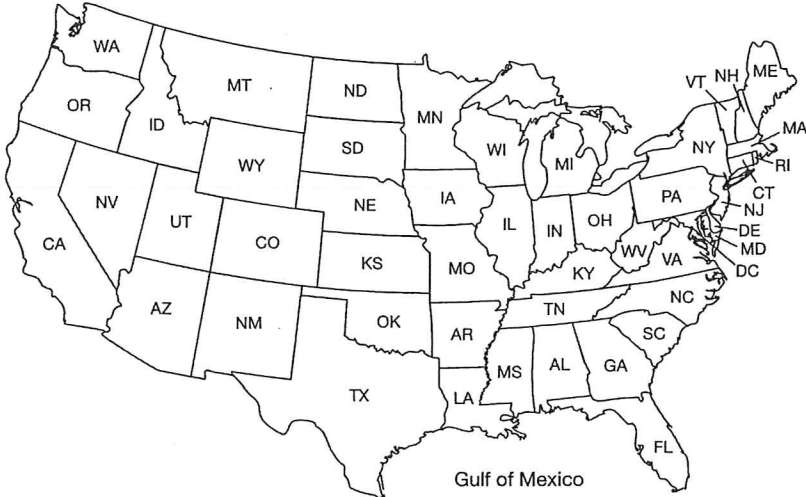 WA
MT
ND
MN
VT
NH
ME
OR
ID
SD
WI
MI
NY
MA
WY
RI
CT
NV
NE
IA
PA
NJ
UT
IL
IN
OH
DE
CA
CO
MD
WV
VA
DC
KS
MO
KY
AZ
NM
OK
AR
TN
NC
SC
MS
AL
GA
TX
LA
FL
Gulf of Mexico